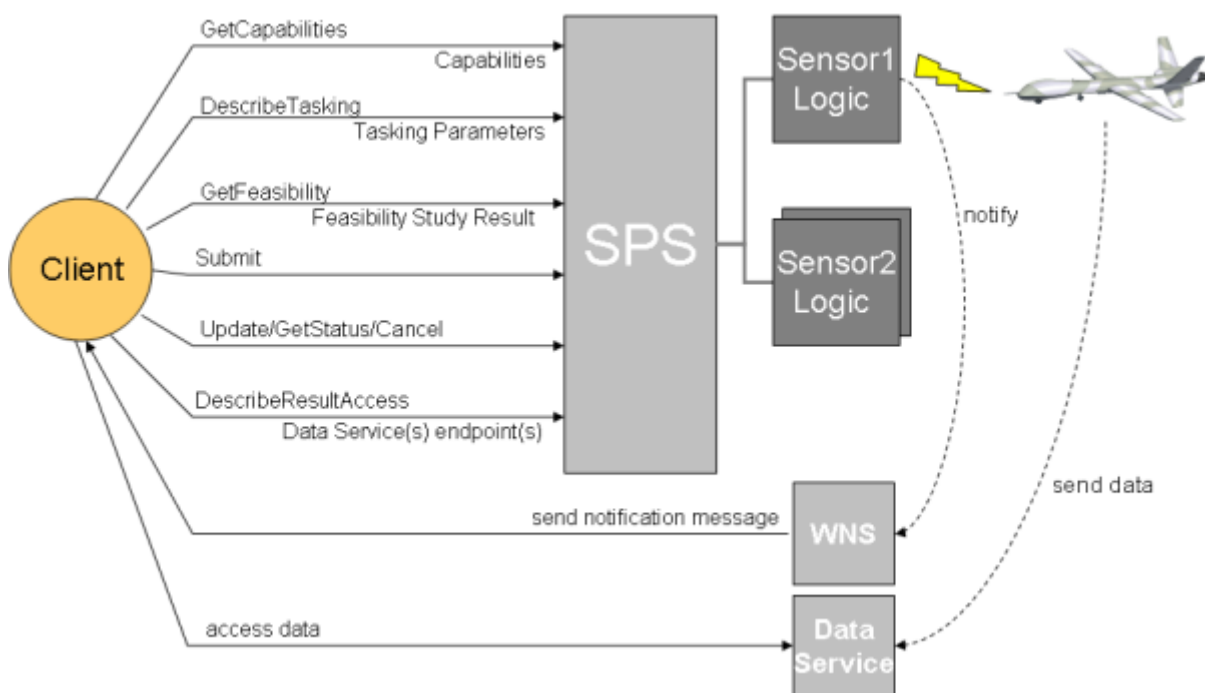 GetCapabilities
Capabilities
DescribeTasking
Tasking Parameters
GetFeasibility
Feasibility Study Result
Submit
Update/GetStatus/Cancel
DescribeResultAccess
Data Service(s) endpoint(s)
Client
SPS
Sensor1
Logic
Sensor2
Logic
notify
send data
send notification message
WNS
access data
Data
Service